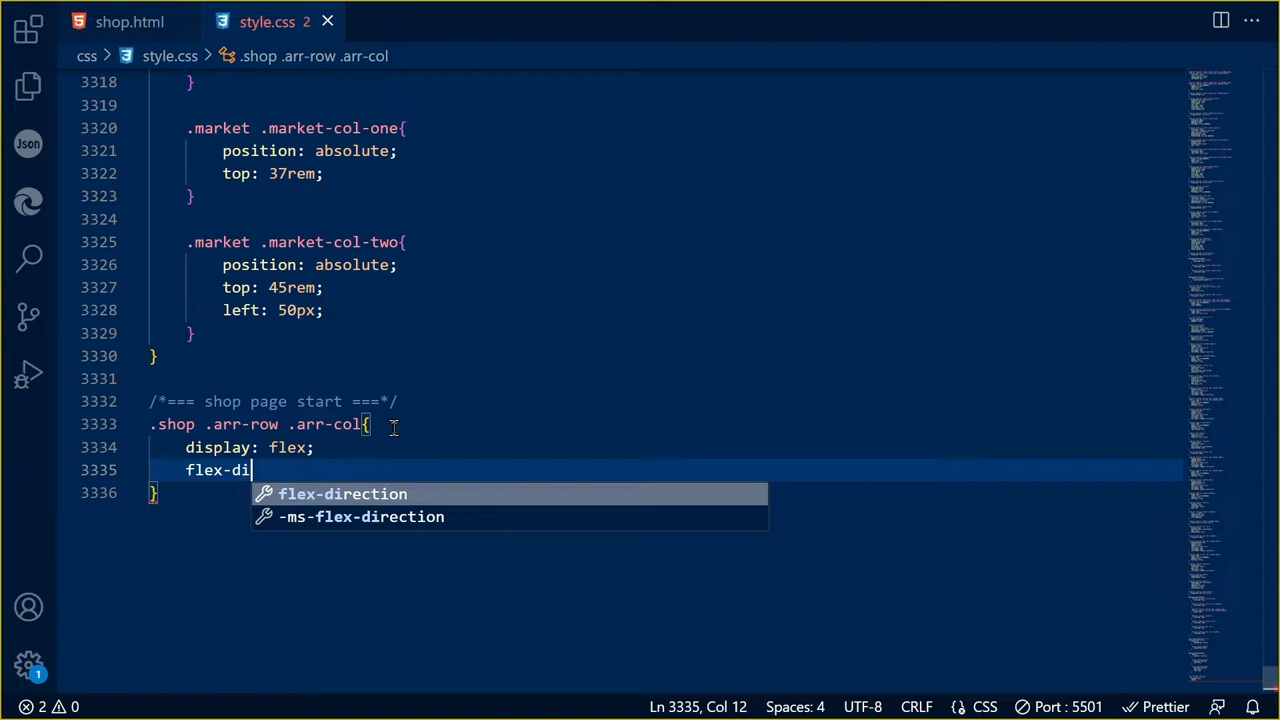 shop.html
style.css 2
css > style.css > .shop .arr-row .arr-col
3318 }
3319
3320 .market .market-col-one{
3321 position: absolute;
3322 top: 37rem;
3323 }
3324
3325 .market .market-col-two{
3326 position: absolute;
3327 top: 45rem;
3328 left: 50px;
3329 }
3330 }
3331
3332 /*=== shop page start ===*/
3333 .shop .arr-row .arr-col{
3334 display: flex;
3335 flex-di
flex-direction
3336 }
-ms-flex-direction
Json
1
2 0
Ln 3335, Col 12 Spaces: 4 UTF-8 CRLF {} CSS Port : 5501 Prettier